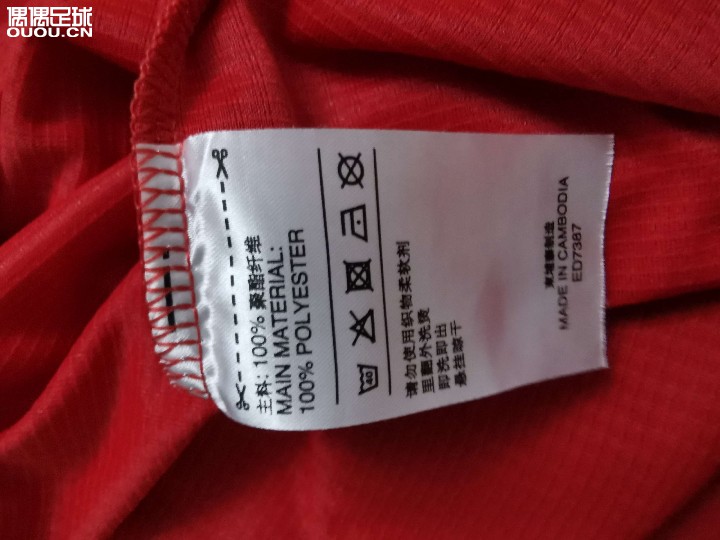 偶偶足球
OUOU.CN
主料: 100% 聚酯纤维
MAIN MATERIAL:
100% POLYESTER
40
请勿使用织物柔软剂
里翻外洗烫
即洗即出
悬挂晾干
柬埔寨制造
MADE IN CAMBODIA
ED7387